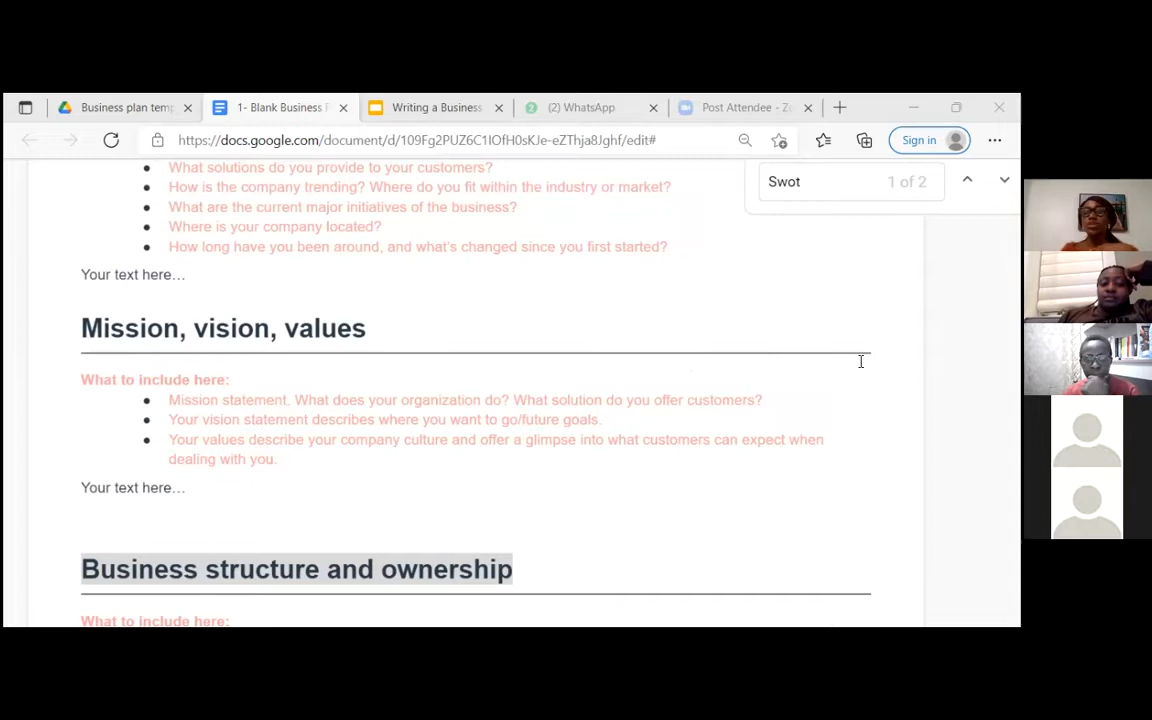 Business plan temp
1- Blank Business P
Writing a Business
(2) WhatsApp
Post Attendee - Zo
https://docs.google.com/document/d/109Fg2PUZ6C1lOfH0sKJe-eZThja8Jghf/edit#
Sign in
Swot 1 of 2
What solutions do you provide to your customers?
How is the company trending? Where do you fit within the industry or market?
What are the current major initiatives of the business?
Where is your company located?
How long have you been around, and what's changed since you first started?
Your text here…
Mission, vision, values
What to include here:
Mission statement. What does your organization do? What solution do you offer customers?
Your vision statement describes where you want to go/future goals.
Your values describe your company culture and offer a glimpse into what customers can expect when
dealing with you.
Your text here…
Business structure and ownership
What to include here: